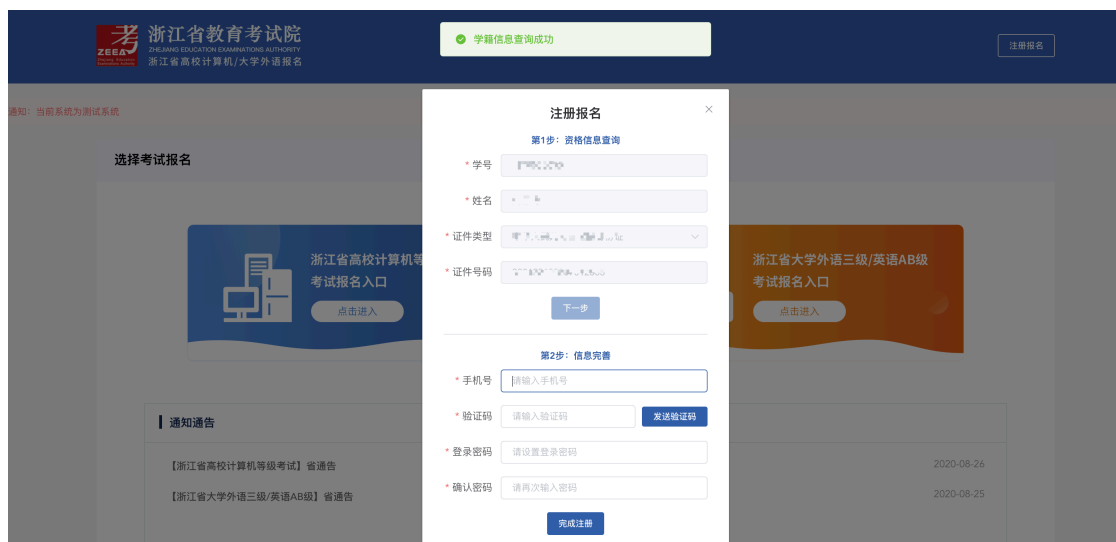 考
ZEEA
浙江省教育考试院
ZHEJIANG EDUCATION EXAMINATIONS AUTHORITY
浙江省高校计算机/大学外语报名
学籍信息查询成功
注册报名
通知：当前系统为测试系统
选择考试报名
浙江省高校计算机等
考试报名入口
点击进入
浙江省大学外语三级/英语AB级
考试报名入口
点击进入
注册报名
第1步：资格信息查询
* 学号
* 姓名
* 证件类型
* 证件号码
下一步
第2步：信息完善
* 手机号 请输入手机号
* 验证码 请输入验证码 发送验证码
* 登录密码 请设置登录密码
* 确认密码 请再次输入密码
完成注册
通知通告
【浙江省高校计算机等级考试】省通告 2020-08-26
【浙江省大学外语三级/英语AB级】省通告 2020-08-25